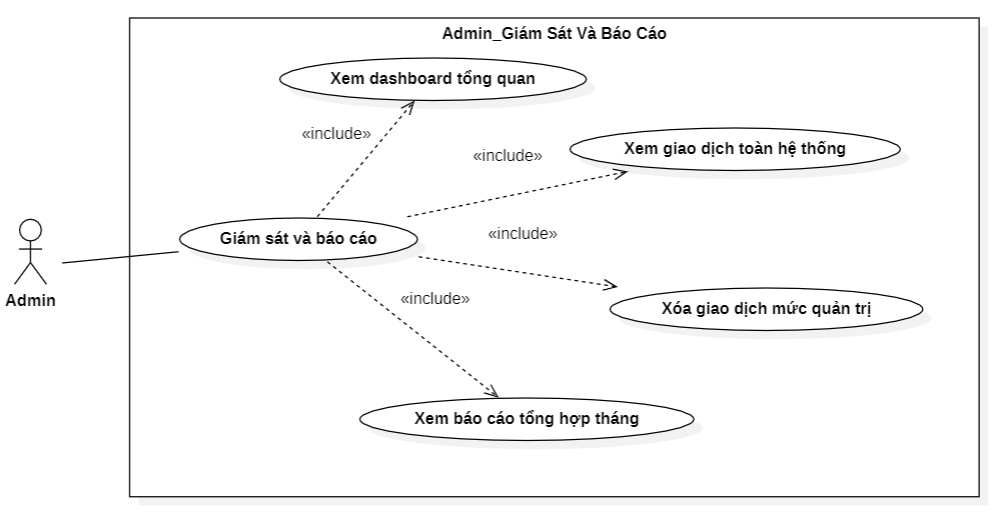 Admin_Giám Sát Và Báo Cáo
Xem dashboard tổng quan
«include»
Xem giao dịch toàn hệ thống
«include»
Giám sát và báo cáo
«include»
Admin
«include»
Xóa giao dịch mức quản trị
Xem báo cáo tổng hợp tháng